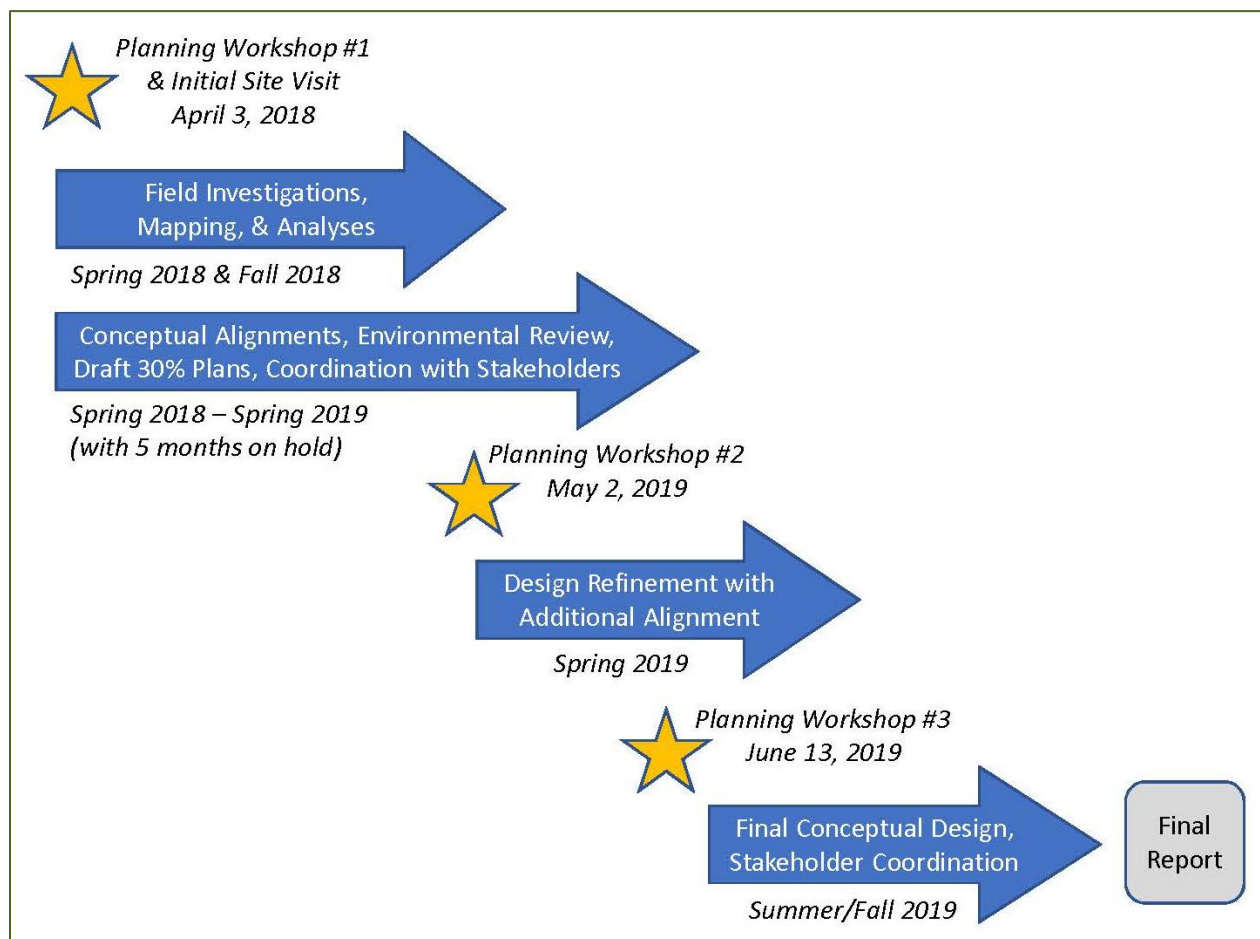 Planning Workshop #1
& Initial Site Visit
April 3, 2018
Field Investigations,
Mapping, & Analyses
Spring 2018 & Fall 2018
Conceptual Alignments, Environmental Review,
Draft 30% Plans, Coordination with Stakeholders
Spring 2018 – Spring 2019
(with 5 months on hold)
Planning Workshop #2
May 2, 2019
Design Refinement with
Additional Alignment
Spring 2019
Planning Workshop #3
June 13, 2019
Final Conceptual Design,
Stakeholder Coordination
Summer/Fall 2019
Final
Report